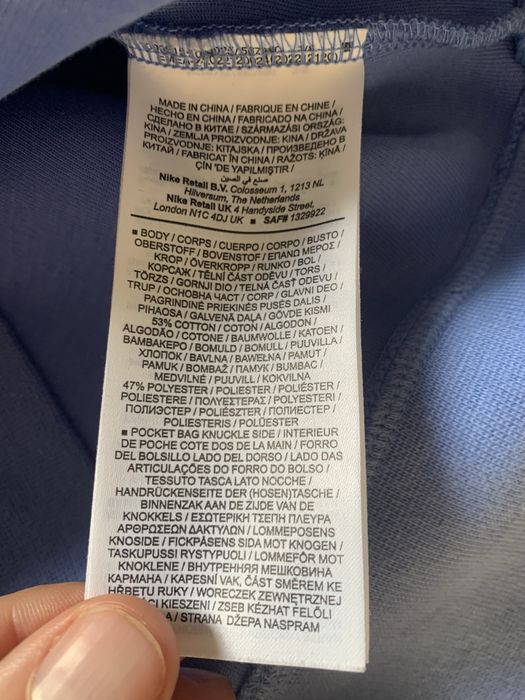 MADE IN CHINA / FABRIQUE EN CHINE /
HECHO EN CHINA / FABRICADO NA CHINA /
СДЕЛАНО В КИТАЕ / SZÁRMAZÁSI ORSZÁG:
KÍNA / ZEMLJA PROIZVODNJE: KINA / DRŽAVA
PROIZVODNJE: KITAJSKA / ПРОИЗВЕДЕНО В
КИТАЙ / FABRICAT ÎN CHINA / RAŽOTS: ĶĪNA /
ÇİN 'DE YAPILMIŞTIR /
صنع في الصين
Nike Retail B.V. Colosseum 1, 1213 NL
Hilversum, The Netherlands
Nike Retail UK 4 Handyside Street,
London N1C 4DJ UK ■ SAF# 1329922
■ BODY / CORPS / CUERPO / CORPO / BUSTO /
OBERSTOFF / BOVENSTOF / ΕΠΑΝΩ ΜΕΡΟΣ /
KROP / ÖVERKROPP / RUNKO / BOL /
КОРСАЖ / TĚLNÍ ČÁST ODĚVU / TORS /
TÖRZS / GORNJI DIO / TELNÁ ČASŤ ODEVU /
TRUP / ОСНОВНА ЧАСТ / CORP / GLAVNI DEO /
PAGRINDINĖ PRIEKINĖS PUSĖS DALIS /
PIHAOSA / GALVENĀ DAĻA / GÖVDE KISMI
53% COTTON / COTON / ALGODON /
ALGODÃO / COTONE / BAUMWOLLE / KATOEN /
ΒΑΜΒΑΚΕΡΟ / BOMULD / BOMULL / PUUVILLA /
ХЛОПОК / BAVLNA / BAWEŁNA / PAMUT /
PAMUK / BOMBAŽ / ПАМУК / BUMBAC /
MEDVILNĖ / PUUVILL / KOKVILNA
47% POLYESTER / POLIESTER / POLIÉSTER /
POLIESTERE / ΠΟΛΥΕΣΤΕΡΑΣ / POLYESTERI /
ПОЛИЭСТЕР / POLIÉSZTER / ПОЛИЕСТЕР /
POLIESTERIS / POLÜESTER
■ POCKET BAG KNUCKLE SIDE / INTERIEUR
DE POCHE COTE DOS DE LA MAIN / FORRO
DEL BOLSILLO LADO DEL DORSO / LADO DAS
ARTICULAÇÕES DO FORRO DO BOLSO /
TESSUTO TASCA LATO NOCCHE /
HANDRÜCKENSEITE DER (HOSEN)TASCHE /
BINNENZAK AAN DE ZIJDE VAN DE
KNOKKELS / ΕΣΩΤΕΡΙΚΗ ΤΣΕΠΗ ΠΛΕΥΡΑ
ΑΡΘΡΩΣΕΩΝ ΔΑΚΤΥΛΩΝ / LOMMEPOSENS
KNOSIDE / FICKPÅSENS SIDA MOT KNOGEN /
TASKUPUSSI RYSTYPUOLI / LOMMEFÔR MOT
KNOKLENE / ВНУТРЕННЯЯ МЕШКОВИНА
КАРМАНА / KAPESNÍ VAK, ČÁST SMĚREM KE
HŘBETU RUKY / WORECZEK ZEWNĘTRZNEJ
KIESZENI / ZSEB KÉZHÁT FELŐLI
/ STRANA DŽEPA NASPRAM